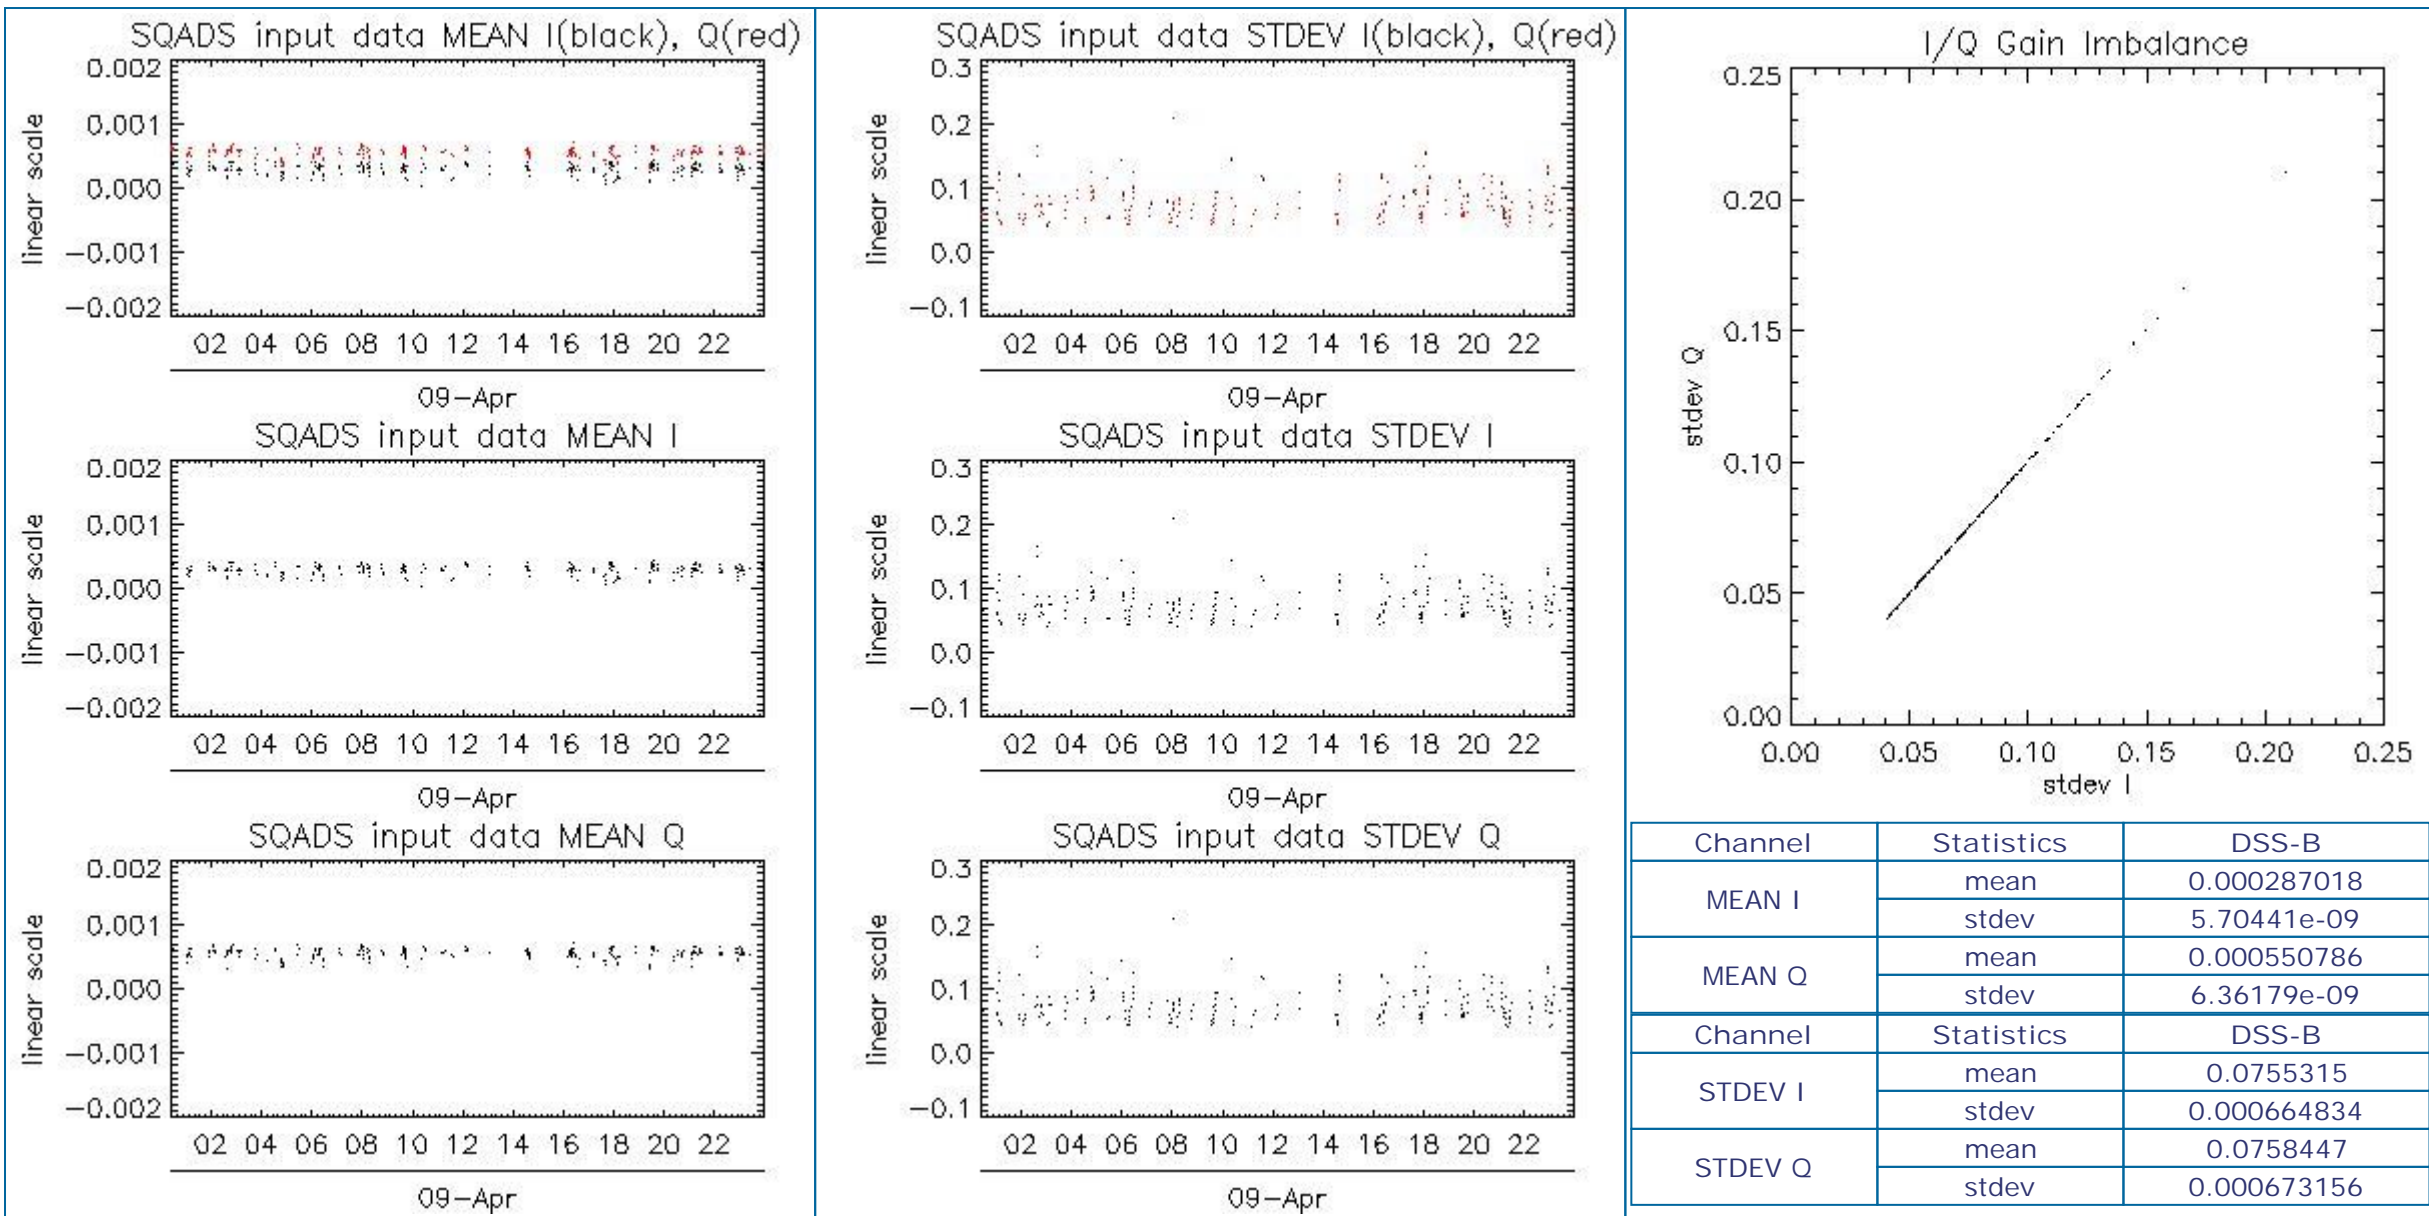 SQADS input data MEAN I(black), Q(red)
0.002
0.001
0.000
-0.001
-0.002
linear scale
02 04 06 08 10 12 14 16 18 20 22
09-Apr
SQADS input data MEAN I
0.002
0.001
0.000
-0.001
-0.002
linear scale
02 04 06 08 10 12 14 16 18 20 22
09-Apr
SQADS input data MEAN Q
0.002
0.001
0.000
-0.001
-0.002
linear scale
02 04 06 08 10 12 14 16 18 20 22
09-Apr
SQADS input data STDEV I(black), Q(red)
0.3
0.2
0.1
0.0
-0.1
linear scale
02 04 06 08 10 12 14 16 18 20 22
09-Apr
SQADS input data STDEV I
0.3
0.2
0.1
0.0
-0.1
linear scale
02 04 06 08 10 12 14 16 18 20 22
09-Apr
SQADS input data STDEV Q
0.3
0.2
0.1
0.0
-0.1
linear scale
02 04 06 08 10 12 14 16 18 20 22
09-Apr
I/Q Gain Imbalance
0.25
0.20
0.15
0.10
0.05
0.00
stdev Q
0.00 0.05 0.10 0.15 0.20 0.25
stdev I
Channel Statistics DSS-B
MEAN I mean 0.000287018
stdev 5.70441e-09
MEAN Q mean 0.000550786
stdev 6.36179e-09
Channel Statistics DSS-B
STDEV I mean 0.0755315
stdev 0.000664834
STDEV Q mean 0.0758447
stdev 0.000673156